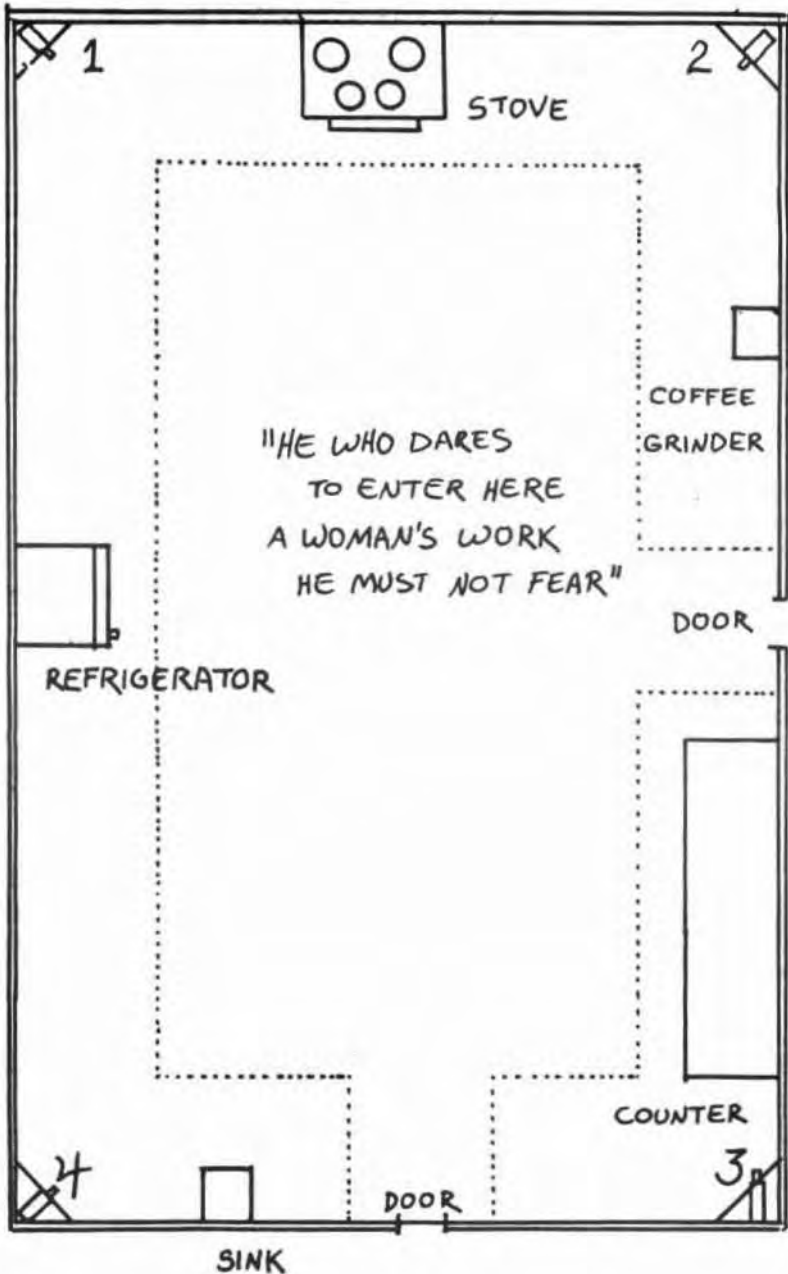 1
2
STOVE
COFFEE
GRINDER
"HE WHO DARES
TO ENTER HERE
A WOMAN'S WORK
HE MUST NOT FEAR"
DOOR
REFRIGERATOR
COUNTER
4
3
DOOR
SINK